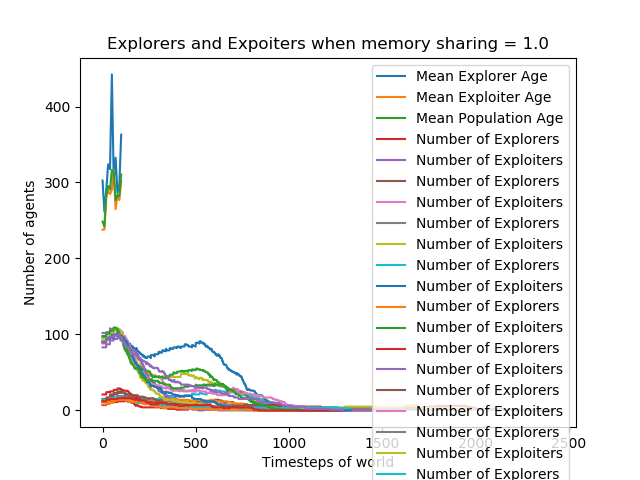 Explorers and Expoiters when memory sharing = 1.0
Number of agents
400
300
200
100
0
Mean Explorer Age
Mean Exploiter Age
Mean Population Age
Number of Explorers
Number of Exploiters
Number of Explorers
Number of Exploiters
Number of Explorers
Number of Exploiters
Number of Explorers
Number of Exploiters
Number of Explorers
Number of Exploiters
Number of Explorers
Number of Exploiters
Number of Explorers
Number of Exploiters
Number of Explorers
Number of Exploiters
Number of Explorers
0 500 1000 1500 2000 2500
Timesteps of world